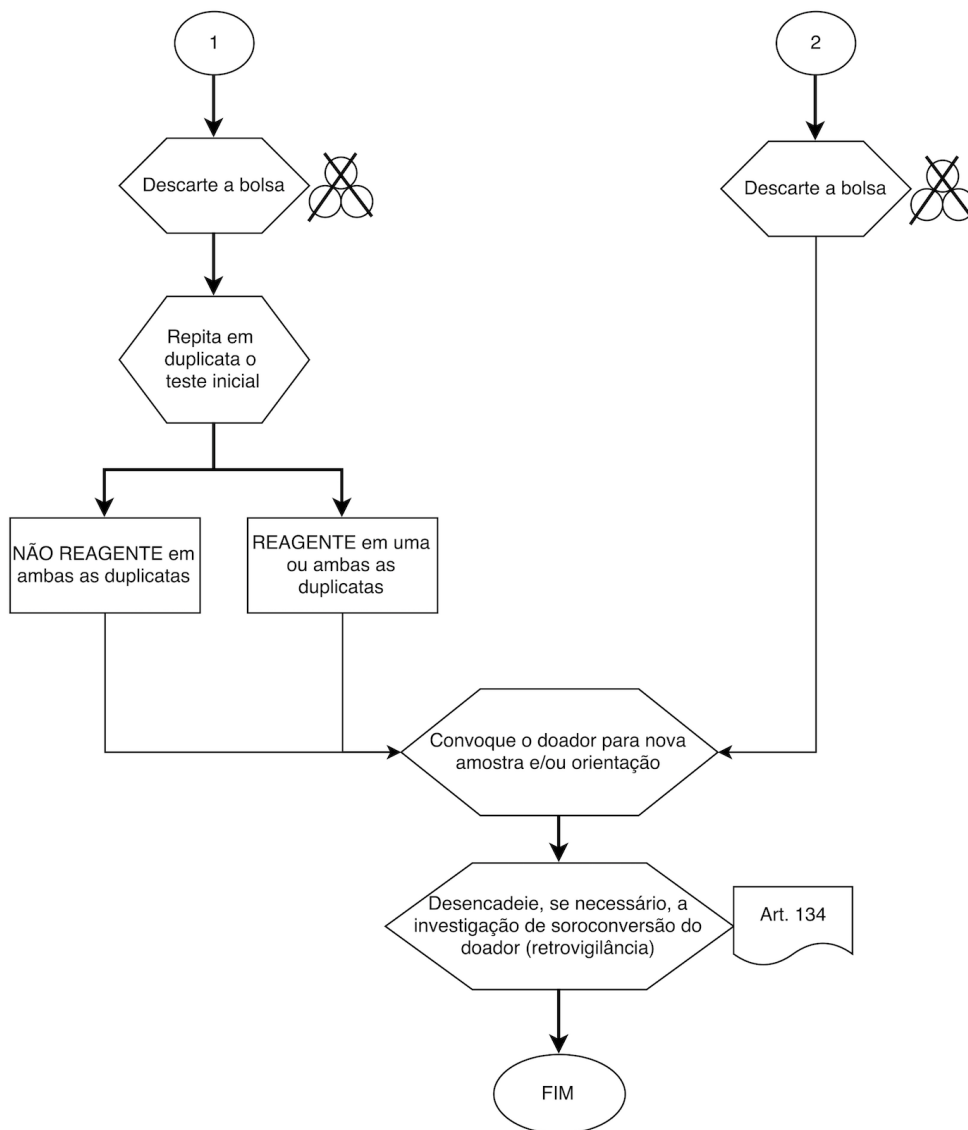 1
2
Descarte a bolsa
Descarte a bolsa
Repita em
duplicata o
teste inicial
NÃO REAGENTE em
ambas as duplicatas
REAGENTE em uma
ou ambas as
duplicatas
Convoque o doador para nova
amostra e/ou orientação
Desencadeie, se necessário, a
investigação de soroconversão do
doador (retrovigilância)
Art. 134
FIM